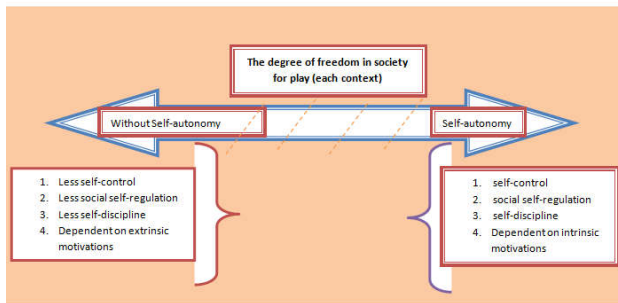 The degree of freedom in society
for play (each context)
Without Self-autonomy
Self-autonomy
1. Less self-control
2. Less social self-regulation
3. Less self-discipline
4. Dependent on extrinsic
motivations
1. self-control
2. social self-regulation
3. self-discipline
4. Dependent on intrinsic
motivations